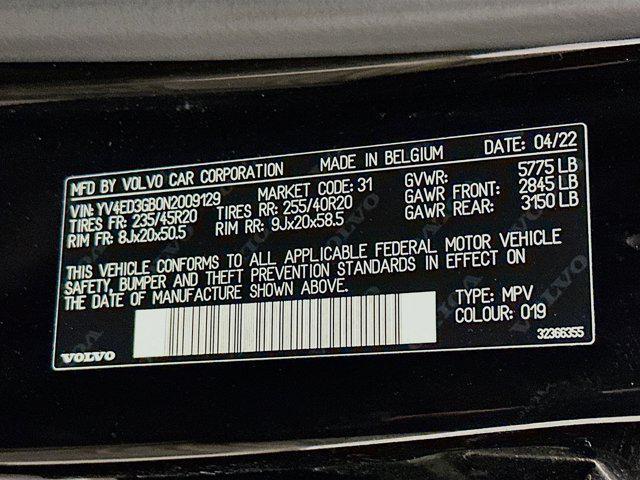 MFD BY VOLVO CAR CORPORATION MADE IN BELGIUM DATE: 04/22
VIN: YV4ED3GB0N2009129 MARKET CODE: 31 GVWR: 5775 LB
TIRES FR: 235/45R20 TIRES RR: 255/40R20 GAWR FRONT: 2845 LB
RIM FR: 8Jx20x50.5 RIM RR: 9Jx20x58.5 GAWR REAR: 3150 LB
THIS VEHICLE CONFORMS TO ALL APPLICABLE FEDERAL MOTOR VEHICLE
SAFETY, BUMPER AND THEFT PREVENTION STANDARDS IN EFFECT ON
THE DATE OF MANUFACTURE SHOWN ABOVE.
TYPE: MPV
COLOUR: 019
VOLVO 32366355